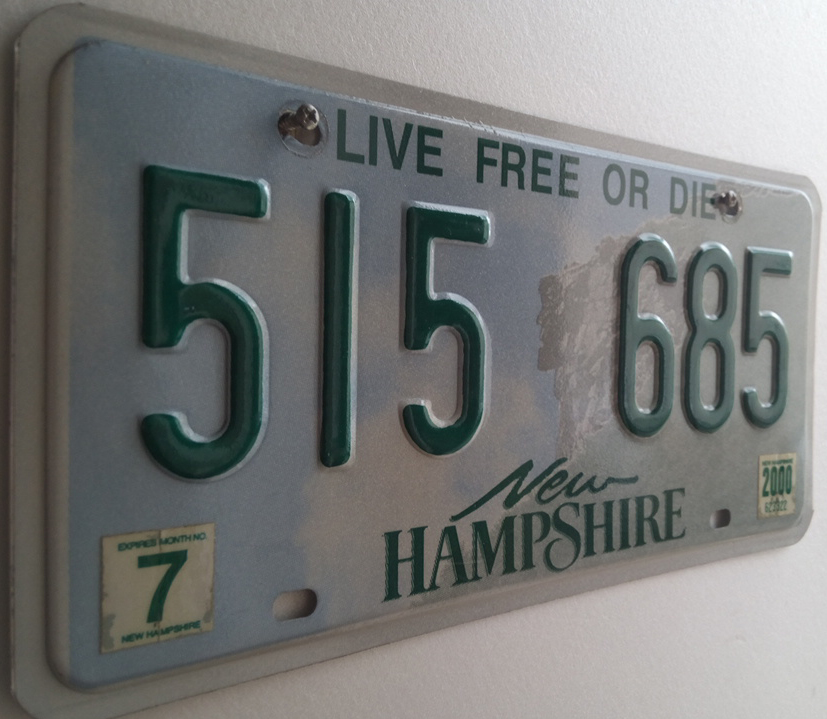 LIVE FREE OR DIE
515 685
New
HAMPSHIRE
EXPIRES MONTH NO.
7
NEW HAMPSHIRE
2000